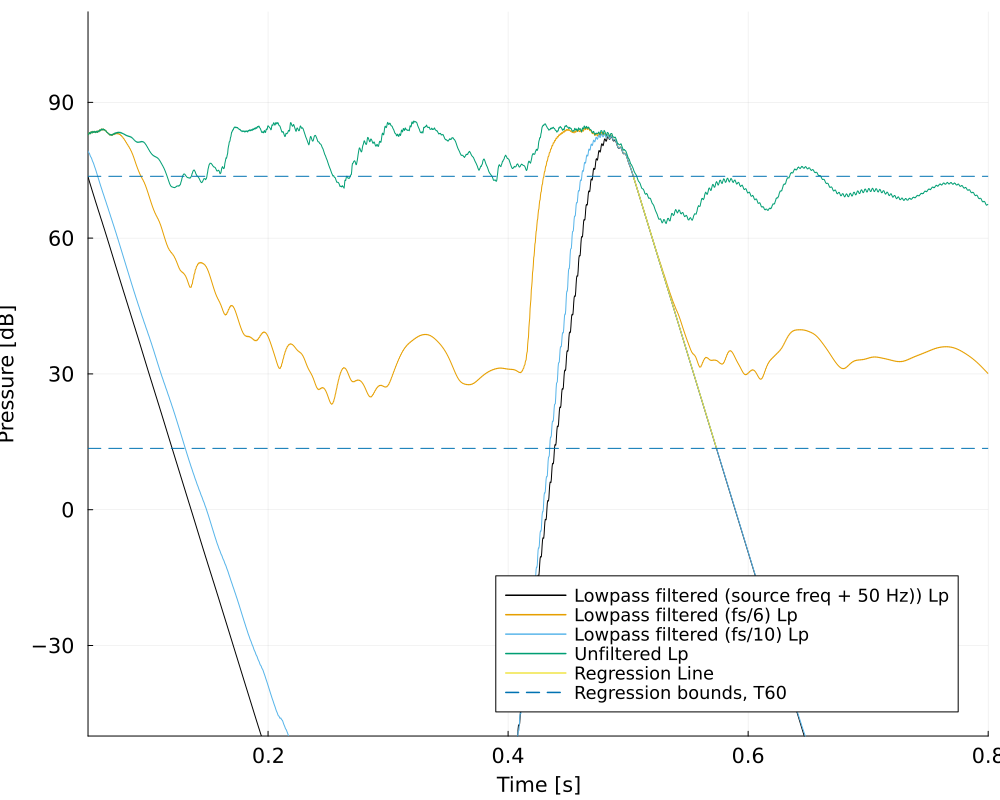 90
60
30
0
−30
Pressure [dB]
0.2
0.4
0.6
0.8
Time [s]
Lowpass filtered (source freq + 50 Hz)) Lp
Lowpass filtered (fs/6) Lp
Lowpass filtered (fs/10) Lp
Unfiltered Lp
Regression Line
Regression bounds, T60